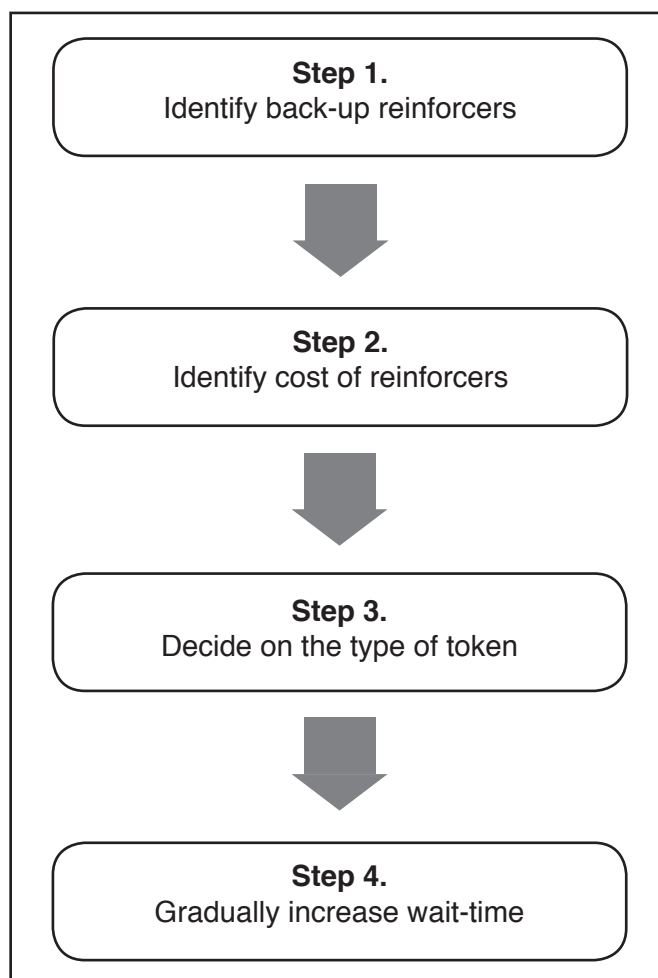 Step 1.
Identify back-up reinforcers
Step 2.
Identify cost of reinforcers
Step 3.
Decide on the type of token
Step 4.
Gradually increase wait-time